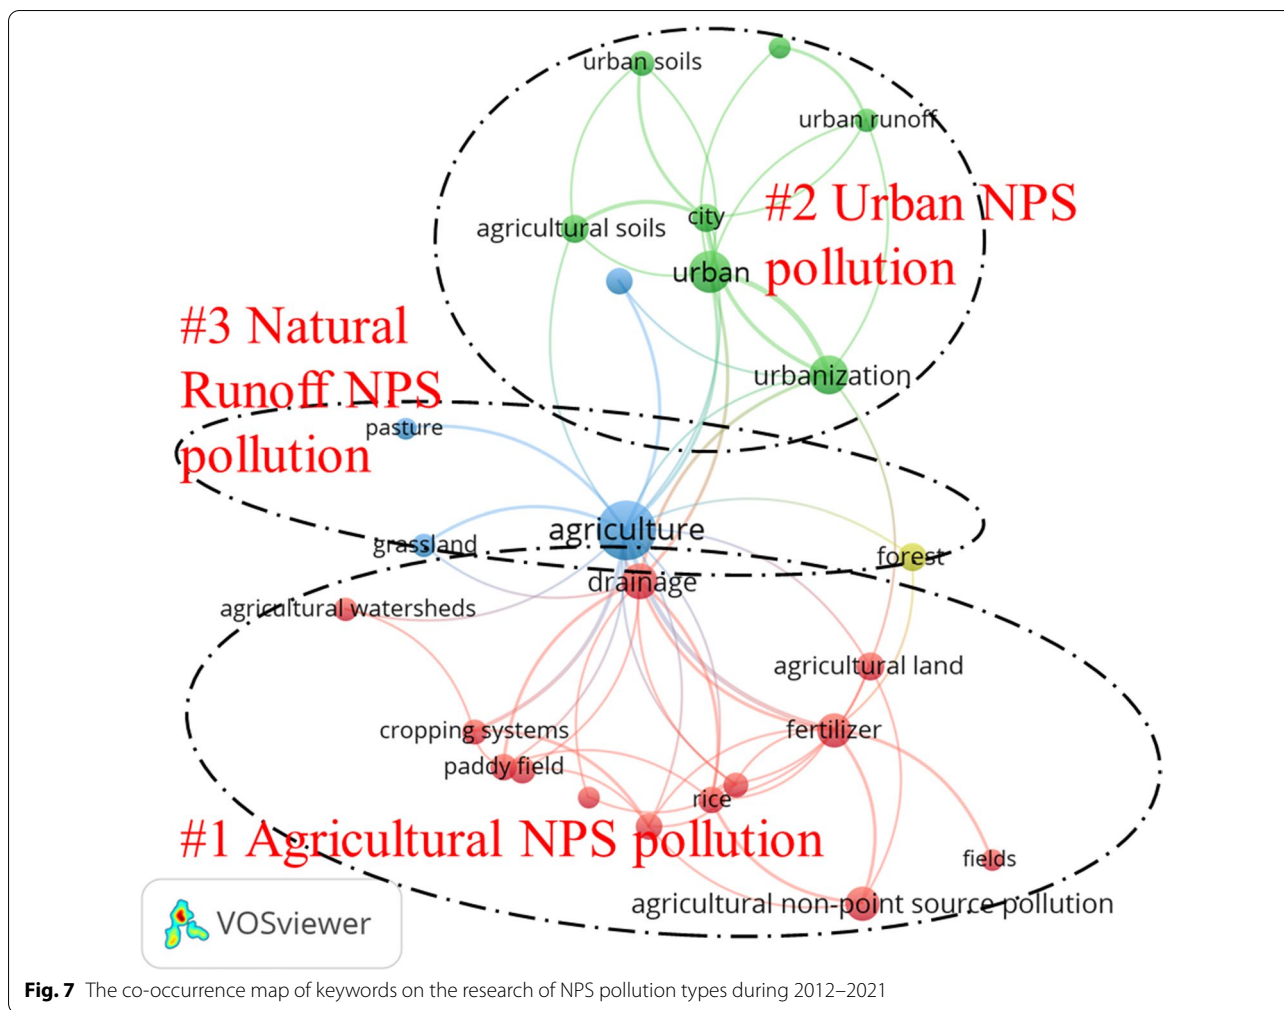 urban soils
urban runoff
#2 Urban NPS
pollution
city
agricultural soils
urban
#3 Natural
Runoff NPS
pollution
urbanization
pasture
agriculture
grassland
forest
drainage
agricultural watersheds
agricultural land
cropping systems
fertilizer
paddy field
rice
#1 Agricultural NPS pollution
fields
agricultural non-point source pollution
VOSviewer
Fig. 7 The co-occurrence map of keywords on the research of NPS pollution types during 2012–2021